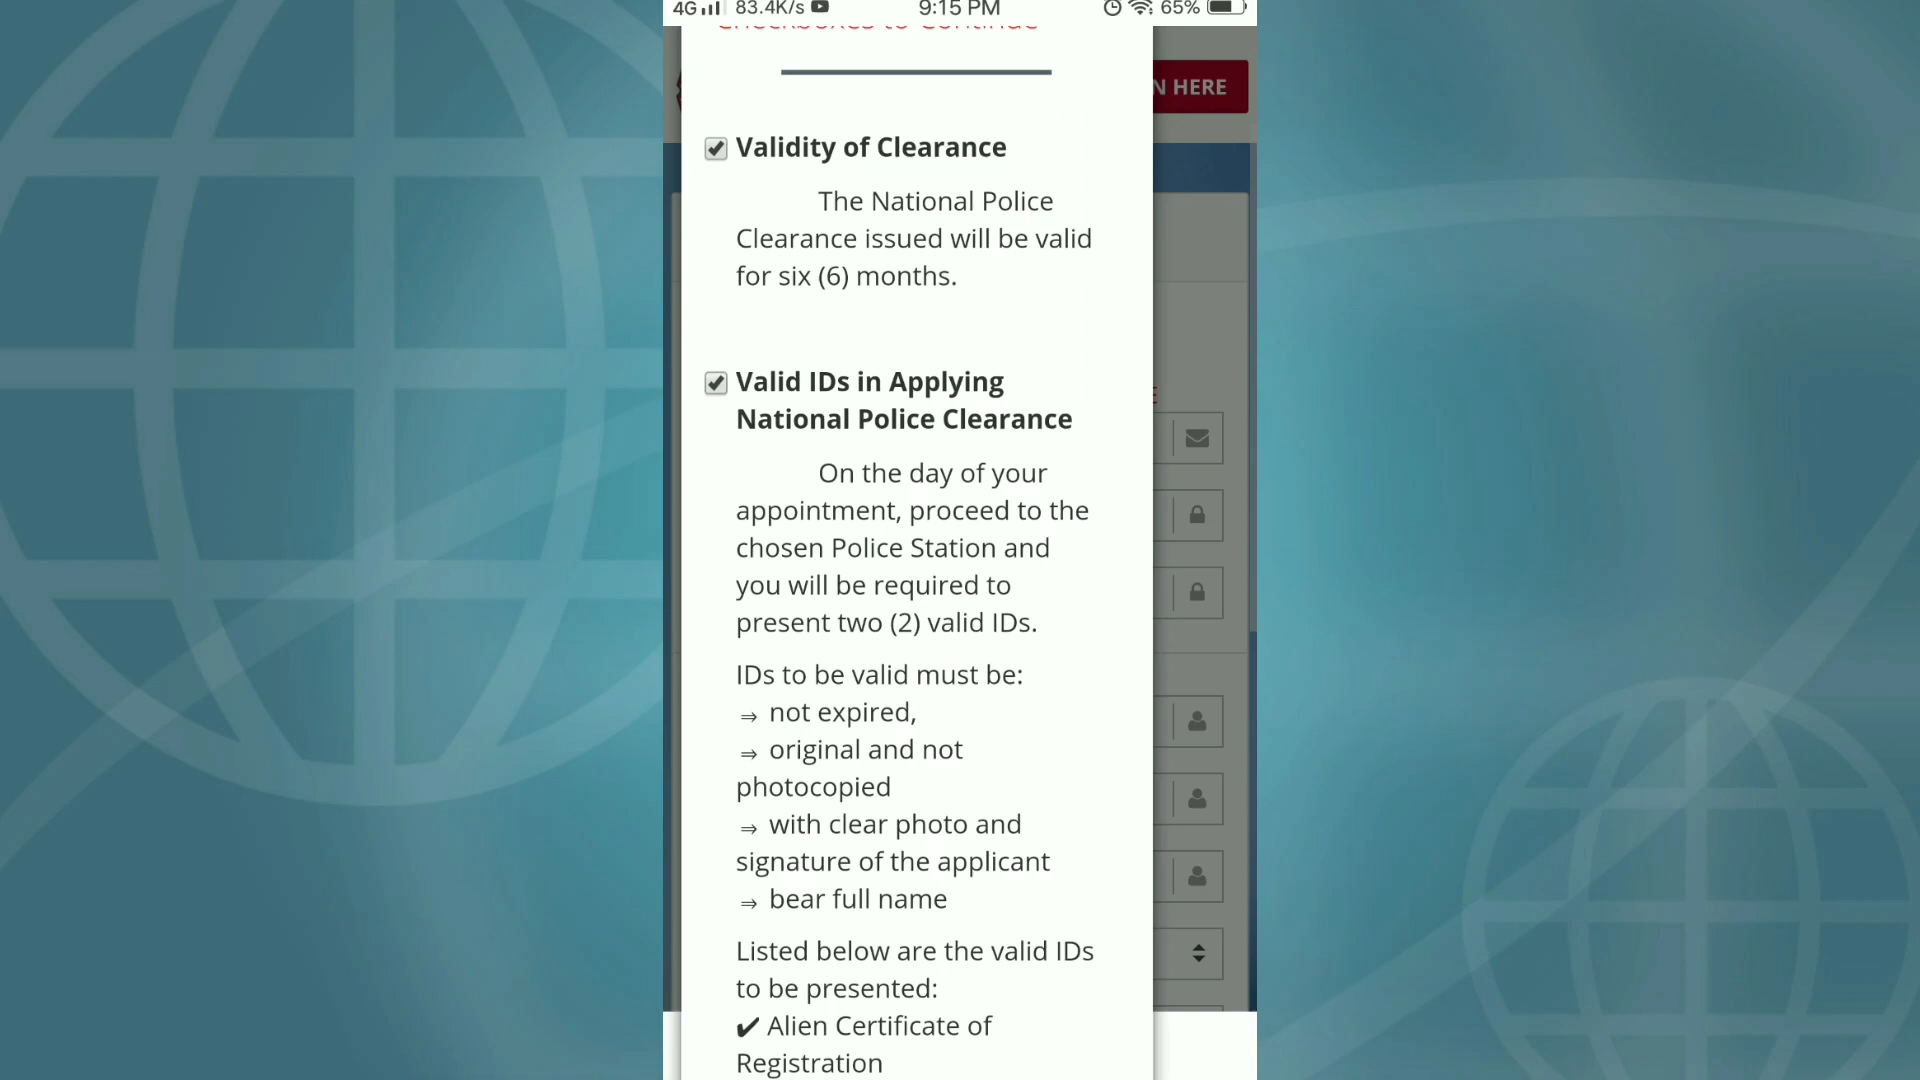 4G 83.4K/s 9:15 PM 65%
Checkboxes to Continue
N HERE
Validity of Clearance
The National Police
Clearance issued will be valid
for six (6) months.
Valid IDs in Applying
National Police Clearance
On the day of your
appointment, proceed to the
chosen Police Station and
you will be required to
present two (2) valid IDs.
IDs to be valid must be:
⇒ not expired,
⇒ original and not
photocopied
⇒ with clear photo and
signature of the applicant
⇒ bear full name
Listed below are the valid IDs
to be presented:
✔ Alien Certificate of
Registration